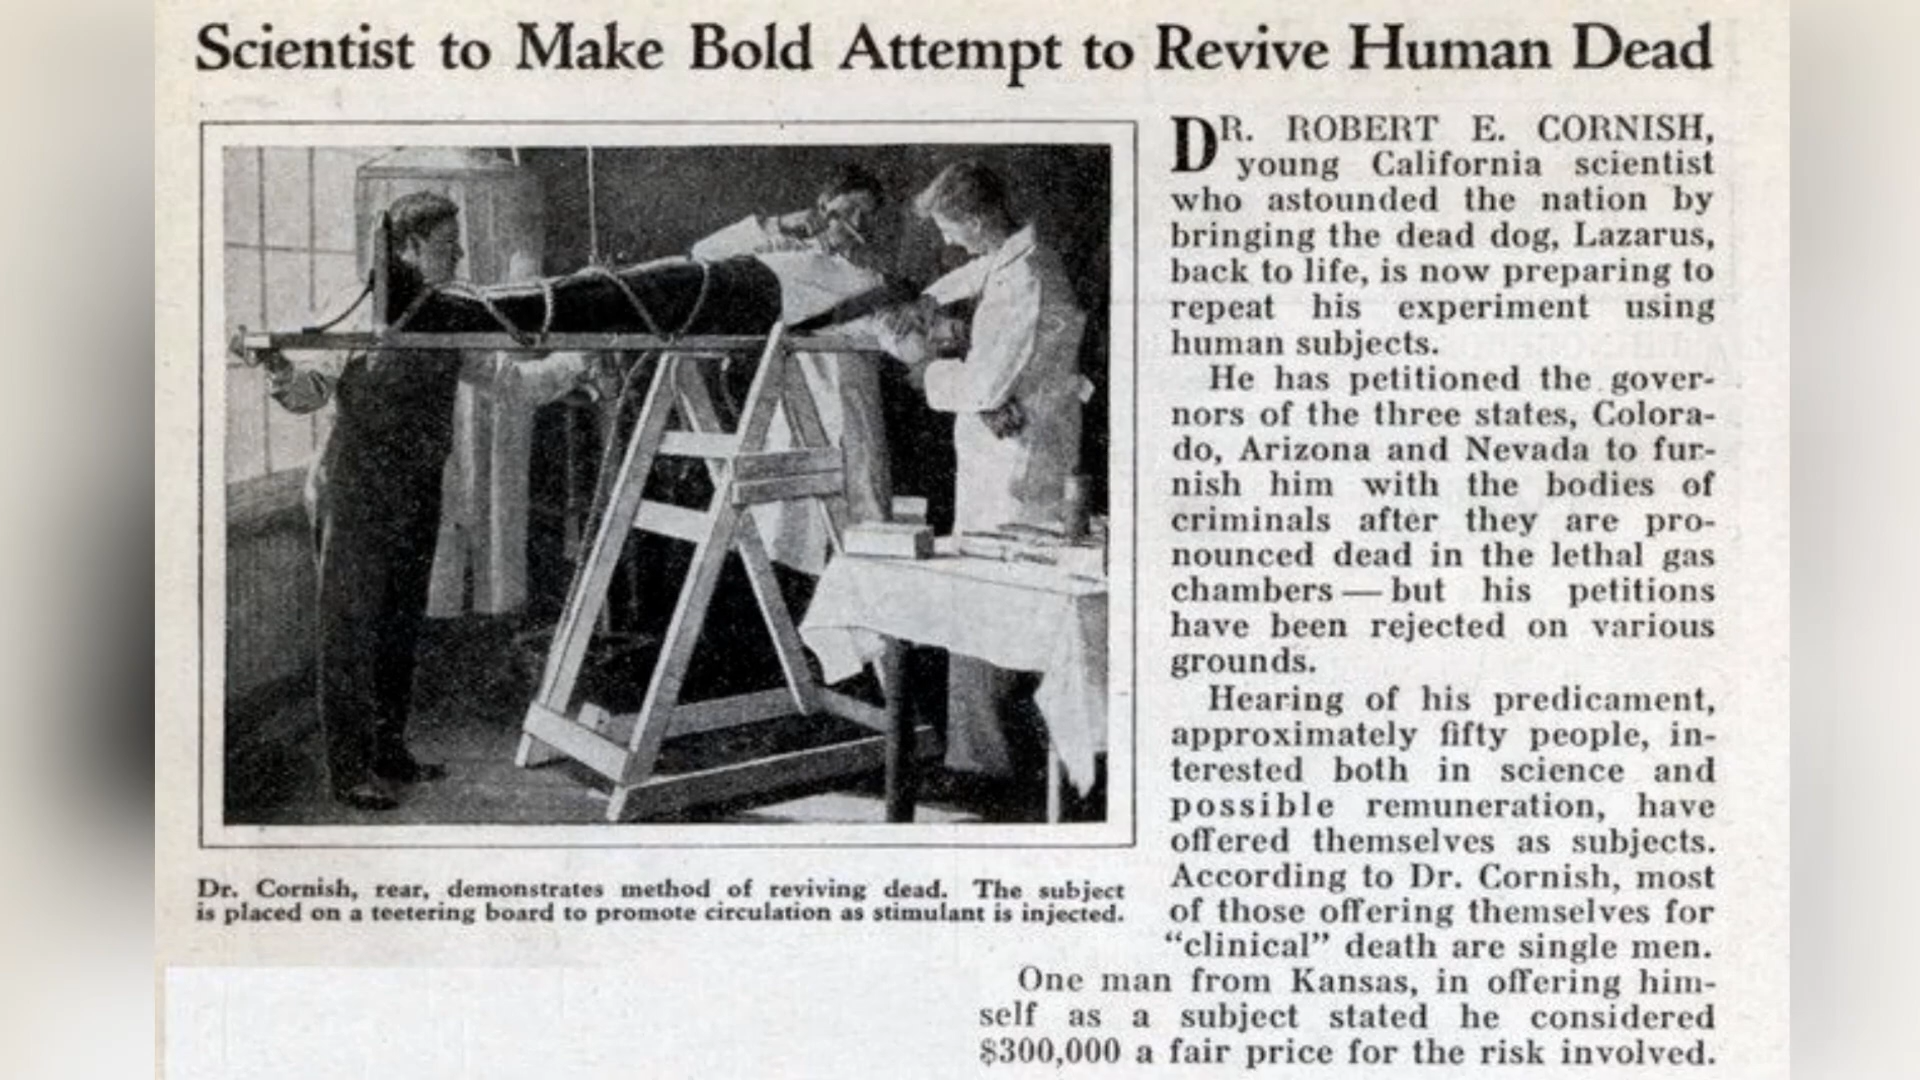 Scientist to Make Bold Attempt to Revive Human Dead
DR. ROBERT E. CORNISH,
young California scientist
who astounded the nation by
bringing the dead dog, Lazarus,
back to life, is now preparing to
repeat his experiment using
human subjects.
He has petitioned the gover-
nors of the three states, Colora-
do, Arizona and Nevada to fur-
nish him with the bodies of
criminals after they are pro-
nounced dead in the lethal gas
chambers — but his petitions
have been rejected on various
grounds.
Hearing of his predicament,
approximately fifty people, in-
terested both in science and
possible remuneration, have
offered themselves as subjects.
According to Dr. Cornish, most
of those offering themselves for
“clinical” death are single men.
One man from Kansas, in offering him-
self as a subject stated he considered
$300,000 a fair price for the risk involved.
Dr. Cornish, rear, demonstrates method of reviving dead. The subject
is placed on a teetering board to promote circulation as stimulant is injected.